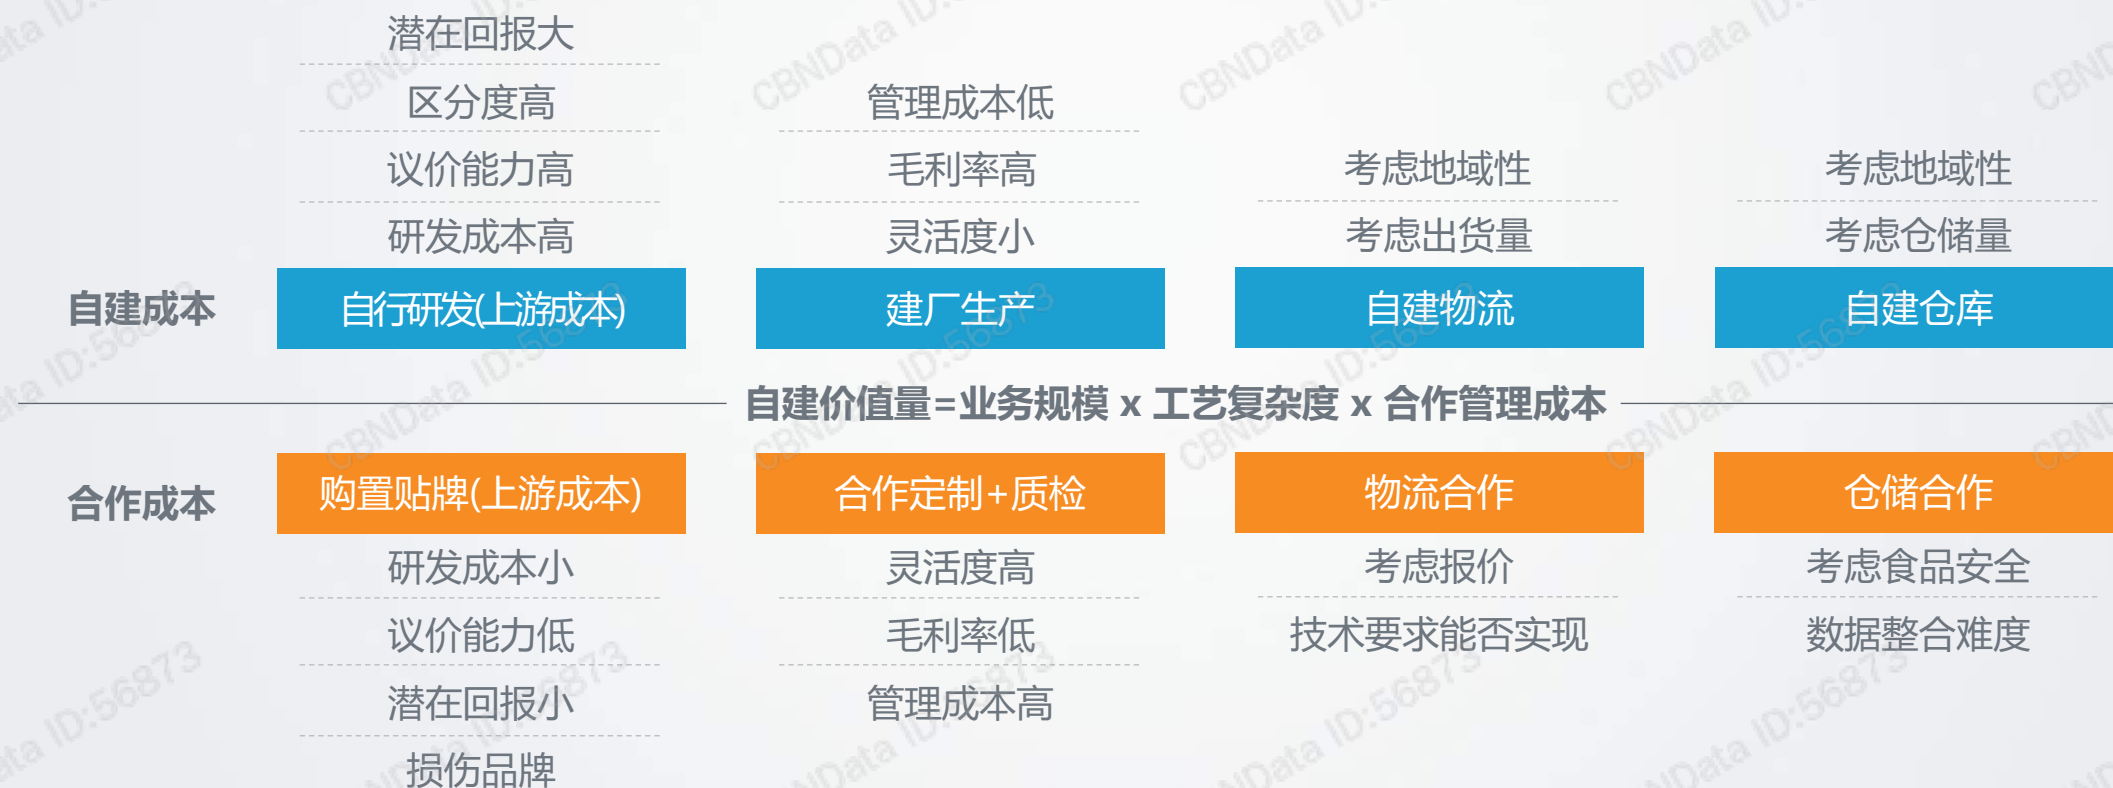 潜在回报大
区分度高
管理成本低
议价能力高
毛利率高
考虑地域性
考虑地域性
研发成本高
灵活度小
考虑出货量
考虑仓储量
自建成本
自行研发(上游成本)
建厂生产
自建物流
自建仓库
自建价值量=业务规模 x 工艺复杂度 x 合作管理成本
合作成本
购置贴牌(上游成本)
合作定制+质检
物流合作
仓储合作
研发成本小
灵活度高
考虑报价
考虑食品安全
议价能力低
毛利率低
技术要求能否实现
数据整合难度
潜在回报小
管理成本高
损伤品牌
CBNData ID:56873